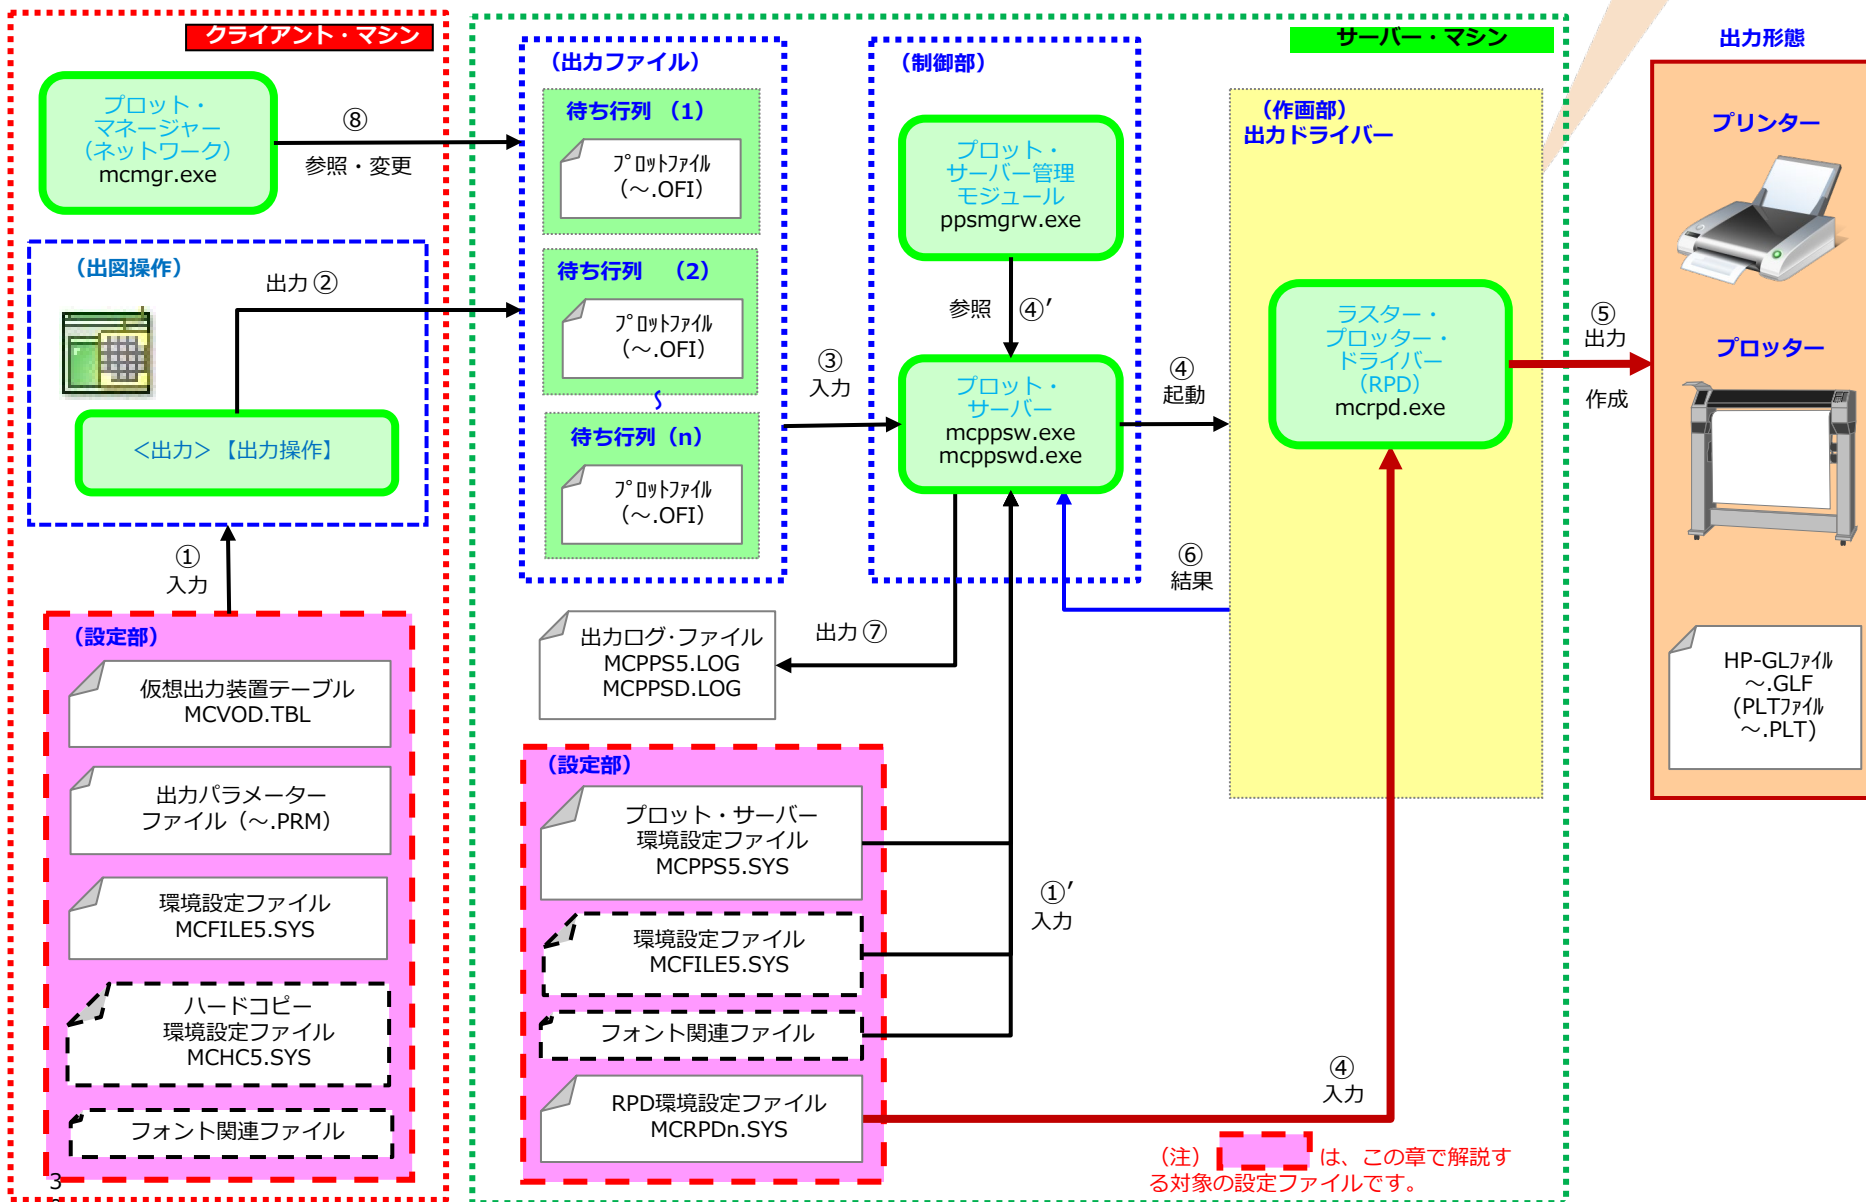 クライアント・マシン
プロット・
マネージャー
(ネットワーク)
mcmgr.exe
⑧
参照・変更
(出図操作)
出力②
<出力>【出力操作】
①
入力
(設定部)
仮想出力装置テーブル
MCVOD.TBL
出力パラメーター
ファイル(～.PRM)
環境設定ファイル
MCFILE5.SYS
ハードコピー
環境設定ファイル
MCHC5.SYS
フォント関連ファイル
3
サーバー・マシン
(出力ファイル)
待ち行列 (1)
ﾌﾟﾛｯﾄﾌｧｲﾙ
(～.OFI)
待ち行列 (2)
ﾌﾟﾛｯﾄﾌｧｲﾙ
(～.OFI)
～
待ち行列(n)
ﾌﾟﾛｯﾄﾌｧｲﾙ
(～.OFI)
③
入力
(制御部)
プロット・
サーバー管理
モジュール
ppsmgrw.exe
参照 ④’
プロット・
サーバー
mcppsw.exe
mcppswd.exe
④
起動
(作画部)
出力ドライバー
ラスター・
プロッター・
ドライバー
(RPD)
mcrpd.exe
⑤
出力
作成
⑥
結果
出力⑦
出力ログ･ファイル
MCPPS5.LOG
MCPPSD.LOG
(設定部)
プロット・サーバー
環境設定ファイル
MCPPS5.SYS
環境設定ファイル
MCFILE5.SYS
フォント関連ファイル
RPD環境設定ファイル
MCRPDn.SYS
①’
入力
④
入力
(注) は、この章で解説す
る対象の設定ファイルです。
出力形態
プリンター
プロッター
HP-GLﾌｧｲﾙ
～.GLF
(PLTﾌｧｲﾙ
～.PLT)